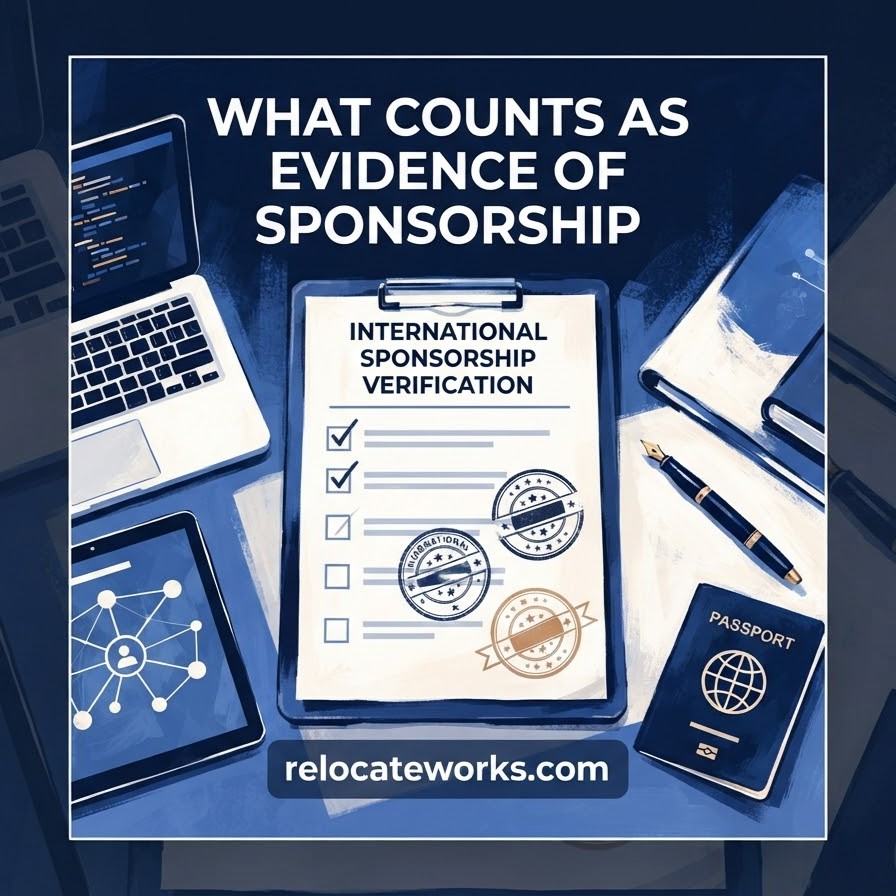 WHAT COUNTS AS
EVIDENCE OF
SPONSORSHIP
INTERNATIONAL
SPONSORSHIP
VERIFICATION
PASSPORT
relocateworks.com